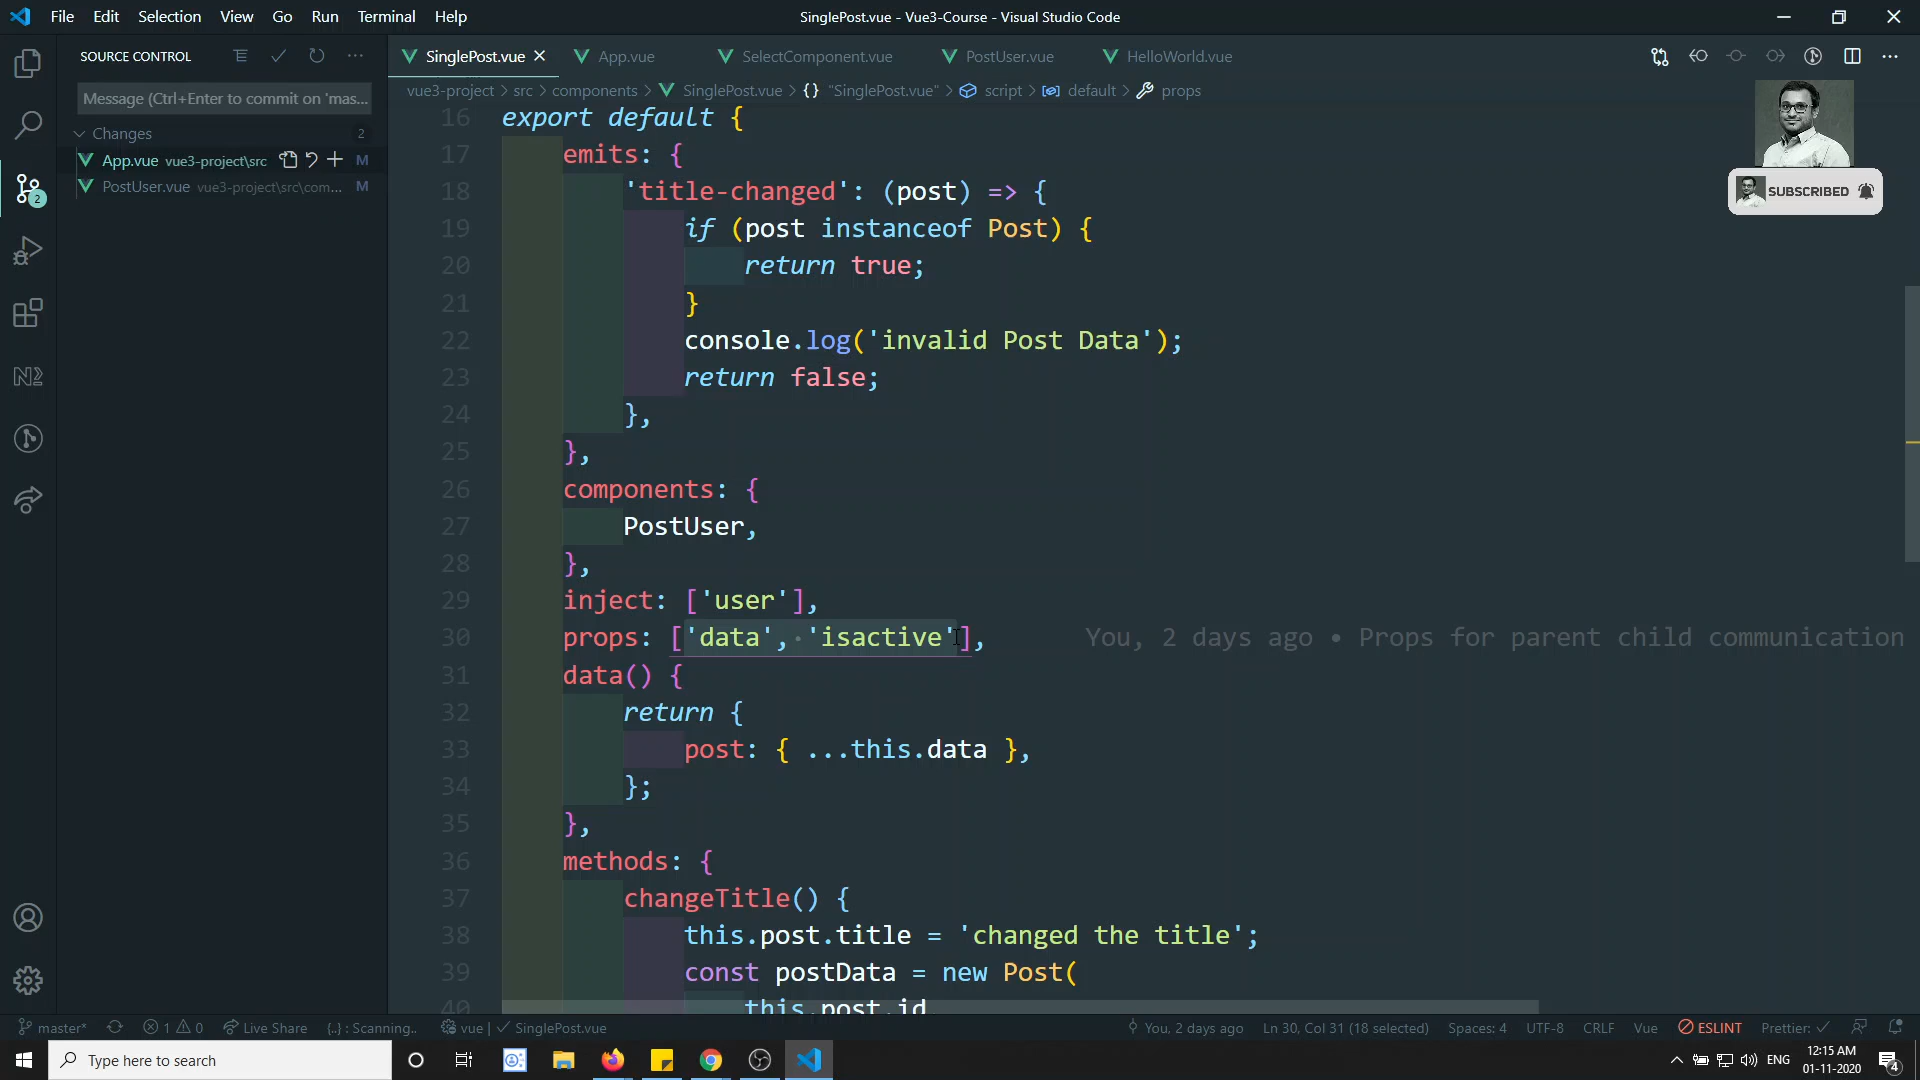 File Edit Selection View Go Run Terminal Help
SinglePost.vue - Vue3-Course - Visual Studio Code
SOURCE CONTROL
Message (Ctrl+Enter to commit on 'mas...
Changes 2
App.vue vue3-project\src M
PostUser.vue vue3-project\src\com... M
2
SinglePost.vue App.vue SelectComponent.vue PostUser.vue HelloWorld.vue
vue3-project > src > components > SinglePost.vue > {} "SinglePost.vue" > script > default > props
SUBSCRIBED
16 export default {
17 emits: {
18 'title-changed': (post) => {
19 if (post instanceof Post) {
20 return true;
21 }
22 console.log('invalid Post Data');
23 return false;
24 },
25 },
26 components: {
27 PostUser,
28 },
29 inject: ['user'],
30 props: ['data', 'isactive'], You, 2 days ago • Props for parent child communication
31 data() {
32 return {
33 post: { ...this.data },
34 };
35 },
36 methods: {
37 changeTitle() {
38 this.post.title = 'changed the title';
39 const postData = new Post(
40 this.post.id
master* 1 0 Live Share {..} : Scanning.. vue | ✓ SinglePost.vue You, 2 days ago Ln 30, Col 31 (18 selected) Spaces: 4 UTF-8 CRLF Vue ESLINT Prettier: ✓
Type here to search
ENG
12:15 AM
01-11-2020
4